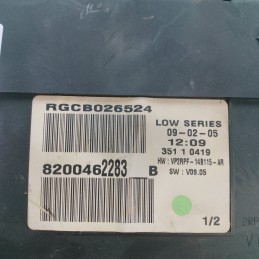 RGCB026524
LOW SERIES
09-02-05
12:09
351 1 0419
HW : VP2RPF-14B115-AR
SW : V09.05
8200462283 B
1/2